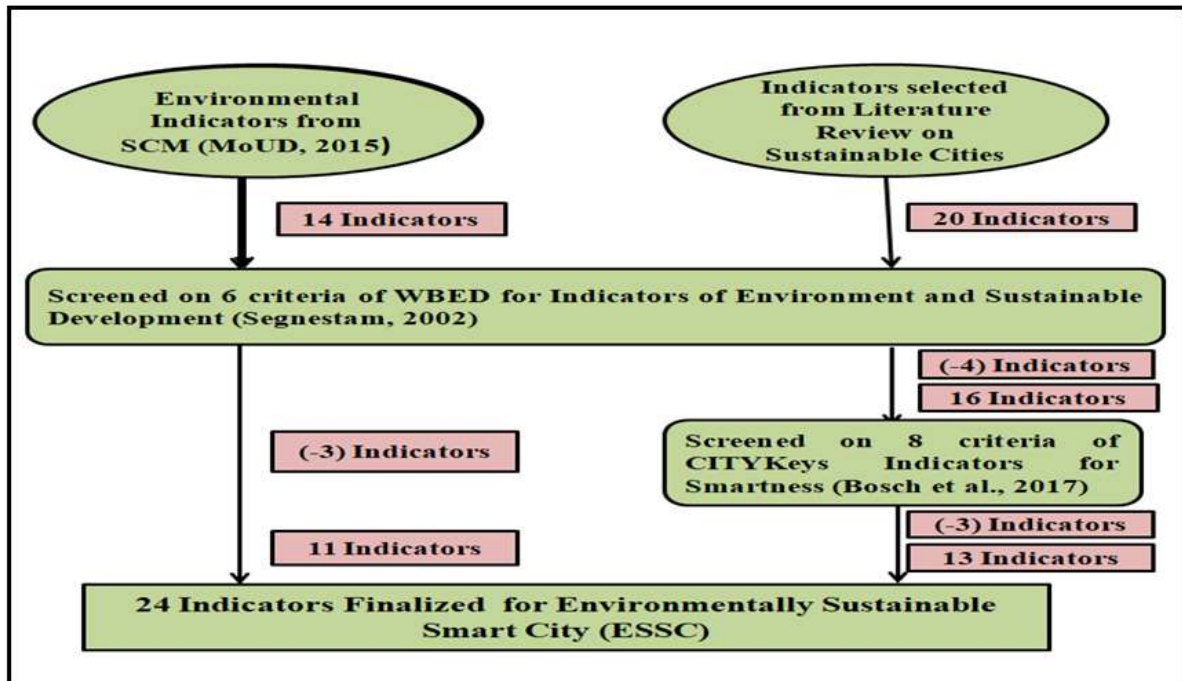 Environmental
Indicators from
SCM (MoUD, 2015)
Indicators selected
from Literature
Review on
Sustainable Cities
14 Indicators
20 Indicators
Screened on 6 criteria of WBED for Indicators of Environment and Sustainable
Development (Segnestam, 2002)
(-4) Indicators
16 Indicators
(-3) Indicators
Screened on 8 criteria of
CITYKeys Indicators for
Smartness (Bosch et al., 2017)
(-3) Indicators
11 Indicators
13 Indicators
24 Indicators Finalized for Environmentally Sustainable
Smart City (ESSC)